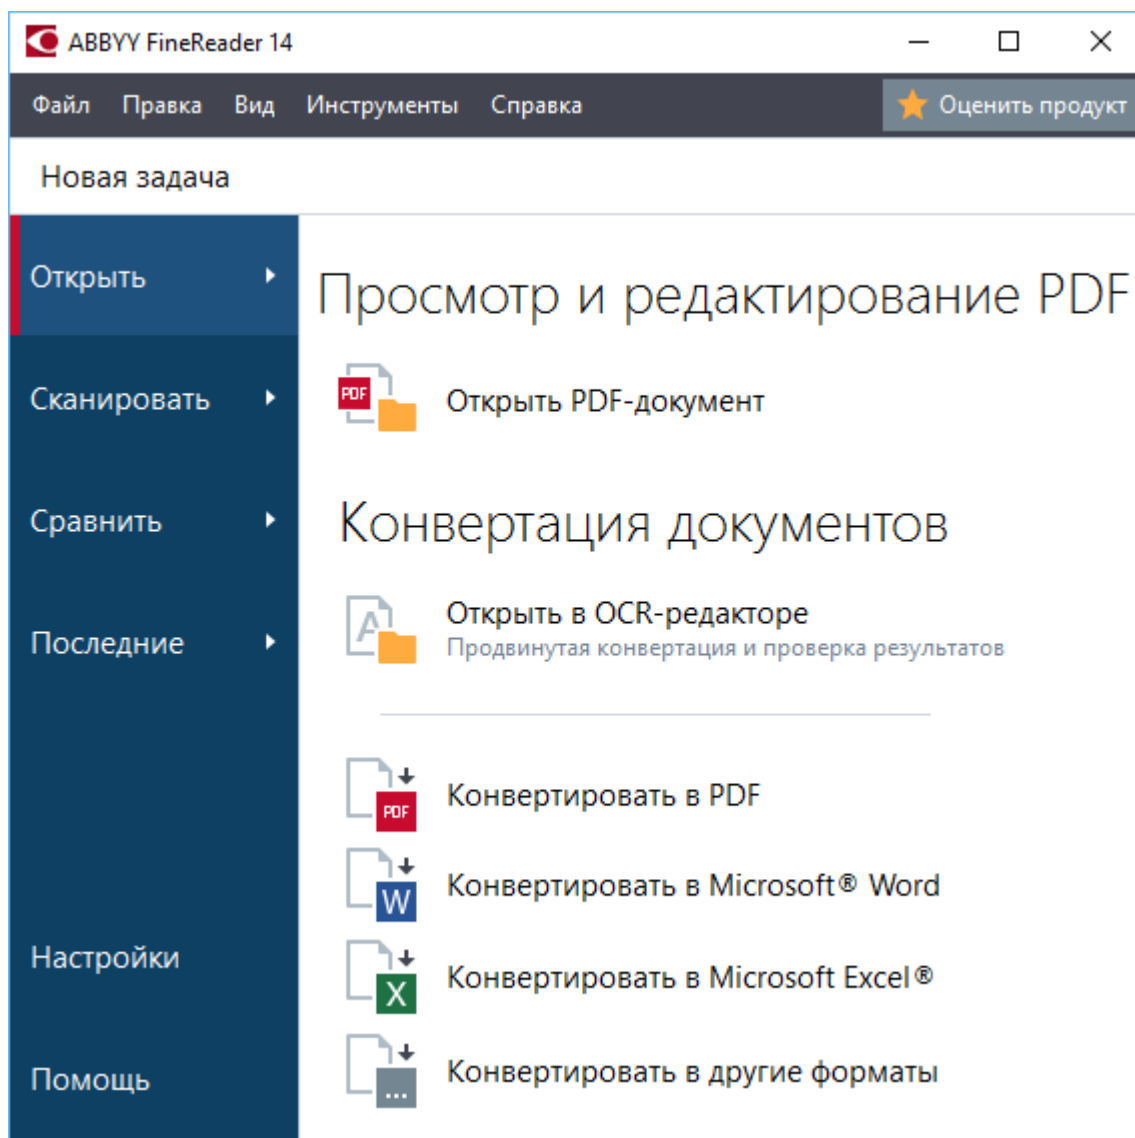 ABBYY FineReader 14
Файл Правка Вид Инструменты Справка Оценить продукт
Новая задача
Открыть
Сканировать
Сравнить
Последние
Настройки
Помощь
Просмотр и редактирование PDF
PDF
Открыть PDF-документ
Конвертация документов
A
Открыть в OCR-редакторе
Продвинутая конвертация и проверка результатов
PDF
Конвертировать в PDF
W
Конвертировать в Microsoft® Word
X
Конвертировать в Microsoft Excel®
...
Конвертировать в другие форматы